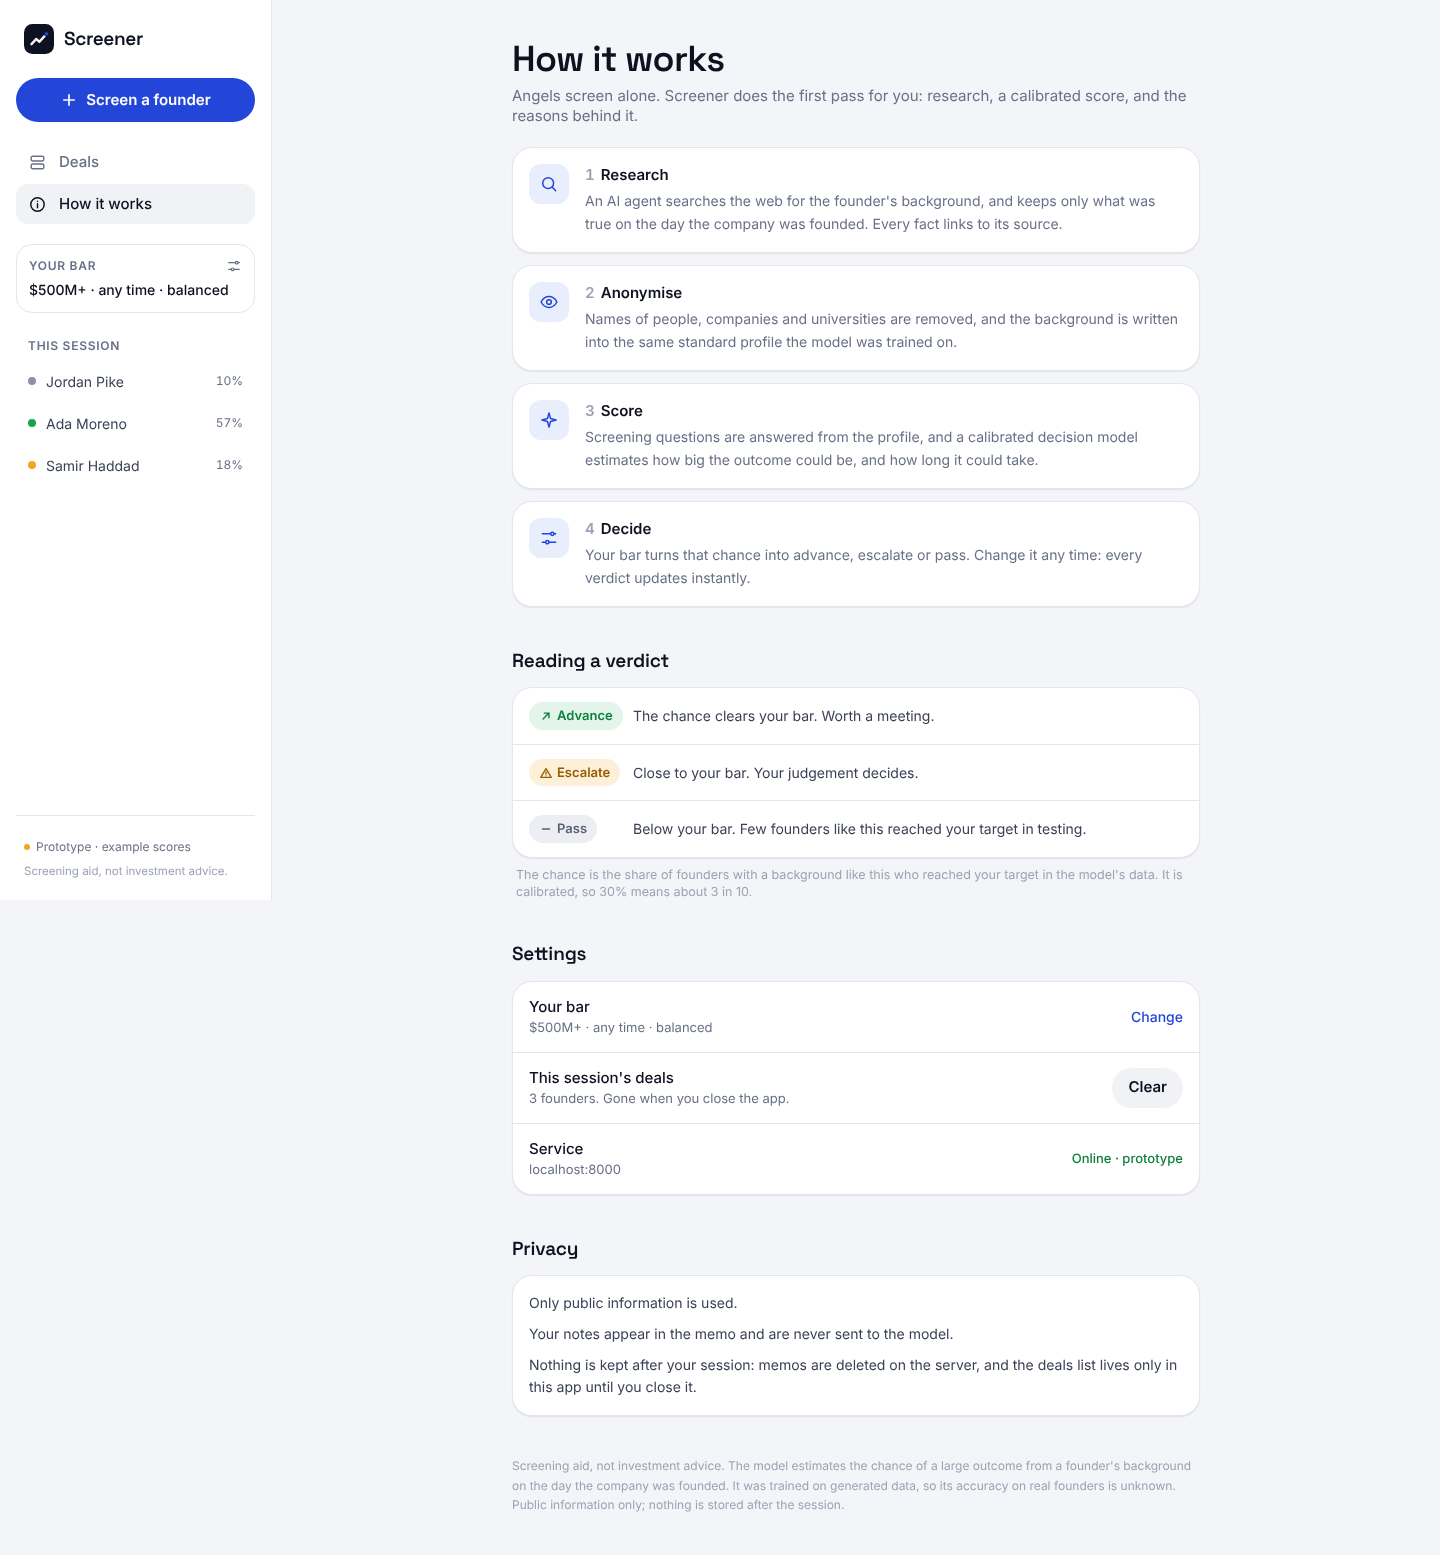 Screener
Screen a founder
Deals
How it works
YOUR BAR
$500M+ · any time · balanced
THIS SESSION
Jordan Pike 10%
Ada Moreno 57%
Samir Haddad 18%
Prototype · example scores
Screening aid, not investment advice.
How it works
Angels screen alone. Screener does the first pass for you: research, a calibrated score, and the
reasons behind it.
1 Research
An AI agent searches the web for the founder's background, and keeps only what was
true on the day the company was founded. Every fact links to its source.
2 Anonymise
Names of people, companies and universities are removed, and the background is written
into the same standard profile the model was trained on.
3 Score
Screening questions are answered from the profile, and a calibrated decision model
estimates how big the outcome could be, and how long it could take.
4 Decide
Your bar turns that chance into advance, escalate or pass. Change it any time: every
verdict updates instantly.
Reading a verdict
Advance The chance clears your bar. Worth a meeting.
Escalate Close to your bar. Your judgement decides.
Pass Below your bar. Few founders like this reached your target in testing.
The chance is the share of founders with a background like this who reached your target in the model's data. It is
calibrated, so 30% means about 3 in 10.
Settings
Your bar
$500M+ · any time · balanced
Change
This session's deals
3 founders. Gone when you close the app.
Clear
Service
localhost:8000
Online · prototype
Privacy
Only public information is used.
Your notes appear in the memo and are never sent to the model.
Nothing is kept after your session: memos are deleted on the server, and the deals list lives only in
this app until you close it.
Screening aid, not investment advice. The model estimates the chance of a large outcome from a founder's background
on the day the company was founded. It was trained on generated data, so its accuracy on real founders is unknown.
Public information only; nothing is stored after the session.